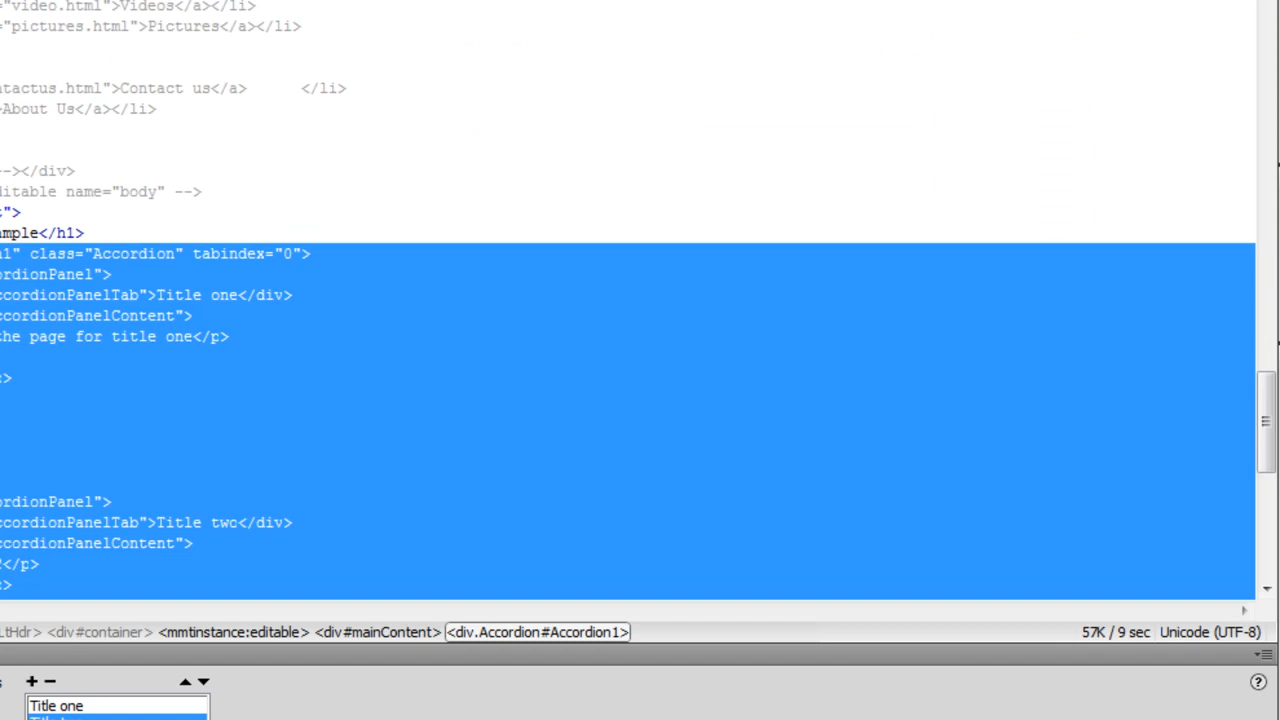 ="video.html">Videos</a></li>
="pictures.html">Pictures</a></li>
ntactus.html">Contact us</a> </li>
>About Us</a></li>
--></div>
ditable name="body" -->
t">
mple</h1>
n1" class="Accordion" tabindex="0">
ordionPanel">
ccordionPanelTab">Title one</div>
ccordionPanelContent">
the page for title one</p>
>
ordionPanel">
ccordionPanelTab">Title two</div>
ccordionPanelContent">
</p>
>
LtHdr> <div#container> <mmtinstance:editable> <div#mainContent> <div.Accordion#Accordion1> 57K / 9 sec Unicode (UTF-8)
Title one